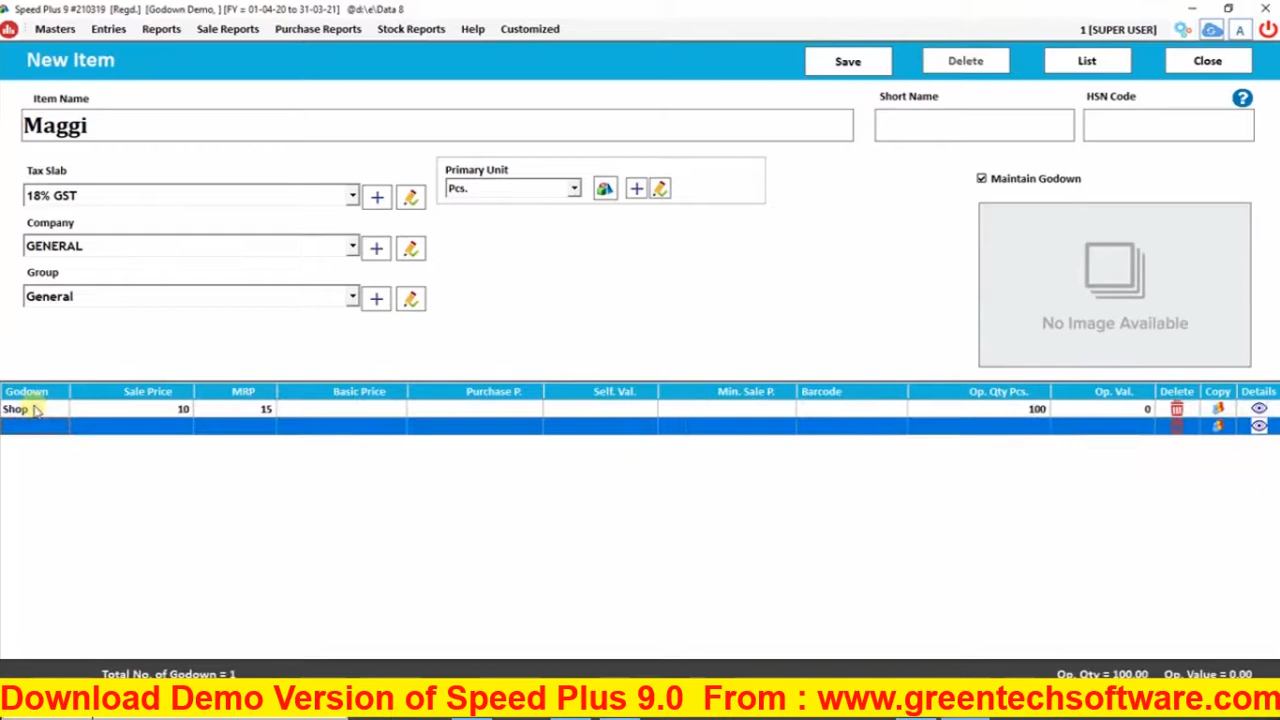 Speed Plus 9 #210319 [Regd.] [Godown Demo, ] [FY = 01-04-20 to 31-03-21] @d:\e\Data 8
Masters Entries Reports Sale Reports Purchase Reports Stock Reports Help Customized 1 [SUPER USER] A
New Item Save Delete List Close
Item Name Short Name HSN Code ?
Maggi
Tax Slab Primary Unit
18% GST Pcs. Maintain Godown
Company
GENERAL
Group
General
No Image Available
Godown Sale Price MRP Basic Price Purchase P. Self. Val. Min. Sale P. Barcode Op. Qty Pcs. Op. Val. Delete Copy Details
Shop 10 15 100 0
Total No. of Godown = 1 Op. Qty = 100.00 Op. Value = 0.00
Download Demo Version of Speed Plus 9.0 From : www.greentechsoftware.com